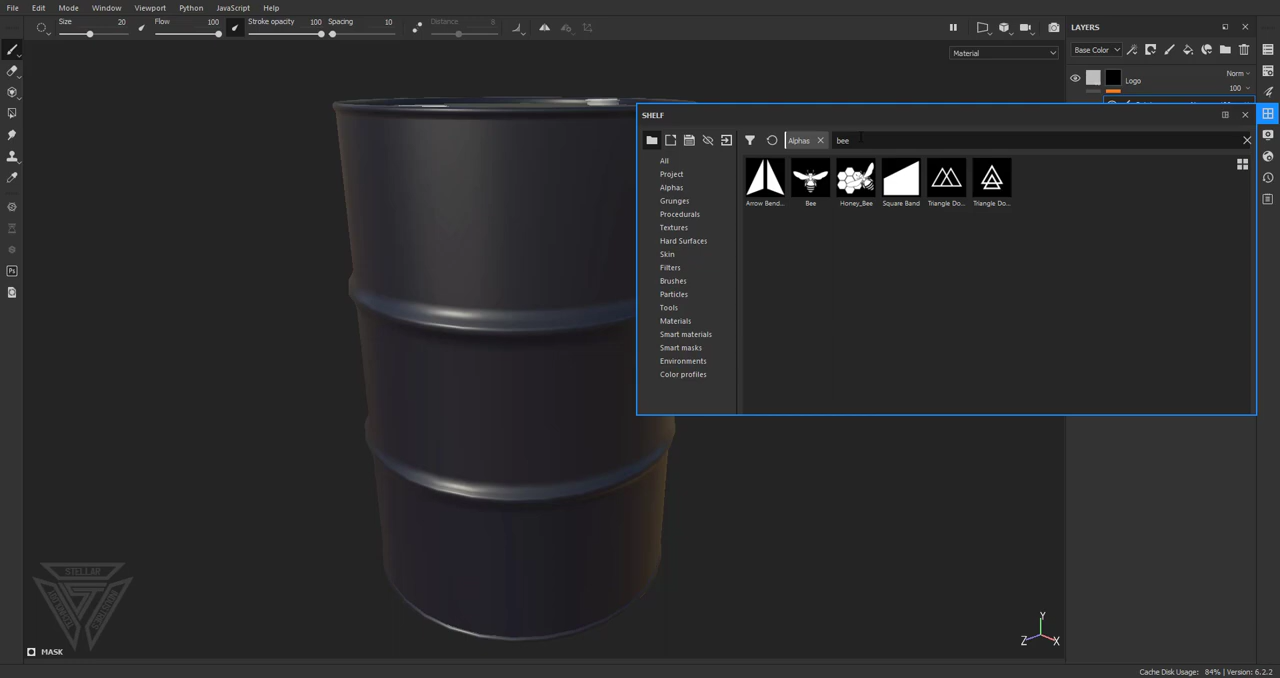 File Edit Mode Window Viewport Python JavaScript Help
Size 20 Flow 100 Stroke opacity 100 Spacing 10 Distance 8
LAYERS
Base Color
Material
Logo Norm
100
SHELF
Alphas bee
All
Project
Alphas
Grunges
Procedurals
Textures
Hard Surfaces
Skin
Filters
Brushes
Particles
Tools
Materials
Smart materials
Smart masks
Environments
Color profiles
Arrow Bend... Bee Honey_Bee Square Band Triangle Do... Triangle Do...
Ps
STELLAR
Y
Z X
MASK
Cache Disk Usage: 84% | Version: 6.2.2